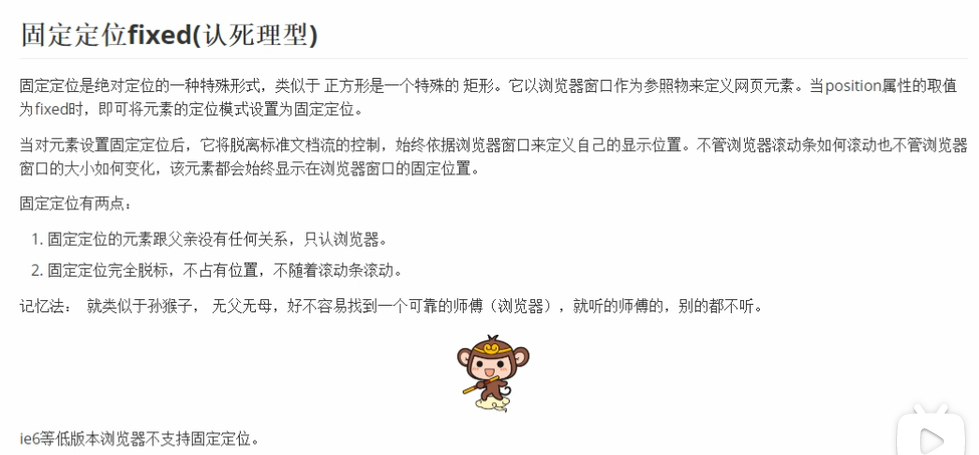 固定定位fixed(认死理型)
固定定位是绝对定位的一种特殊形式，类似于 正方形是一个特殊的 矩形。它以浏览器窗口作为参照物来定义网页元素。当position属性的取值
为fixed时，即可将元素的定位模式设置为固定定位。
当对元素设置固定定位后，它将脱离标准文档流的控制，始终依据浏览器窗口来定义自己的显示位置。不管浏览器滚动条如何滚动也不管浏览器
窗口的大小如何变化，该元素都会始终显示在浏览器窗口的固定位置。
固定定位有两点：
1. 固定定位的元素跟父亲没有任何关系，只认浏览器。
2. 固定定位完全脱标，不占有位置，不随着滚动条滚动。
记忆法： 就类似于孙猴子， 无父无母，好不容易找到一个可靠的师傅（浏览器），就听的师傅的，别的都不听。
ie6等低版本浏览器不支持固定定位。